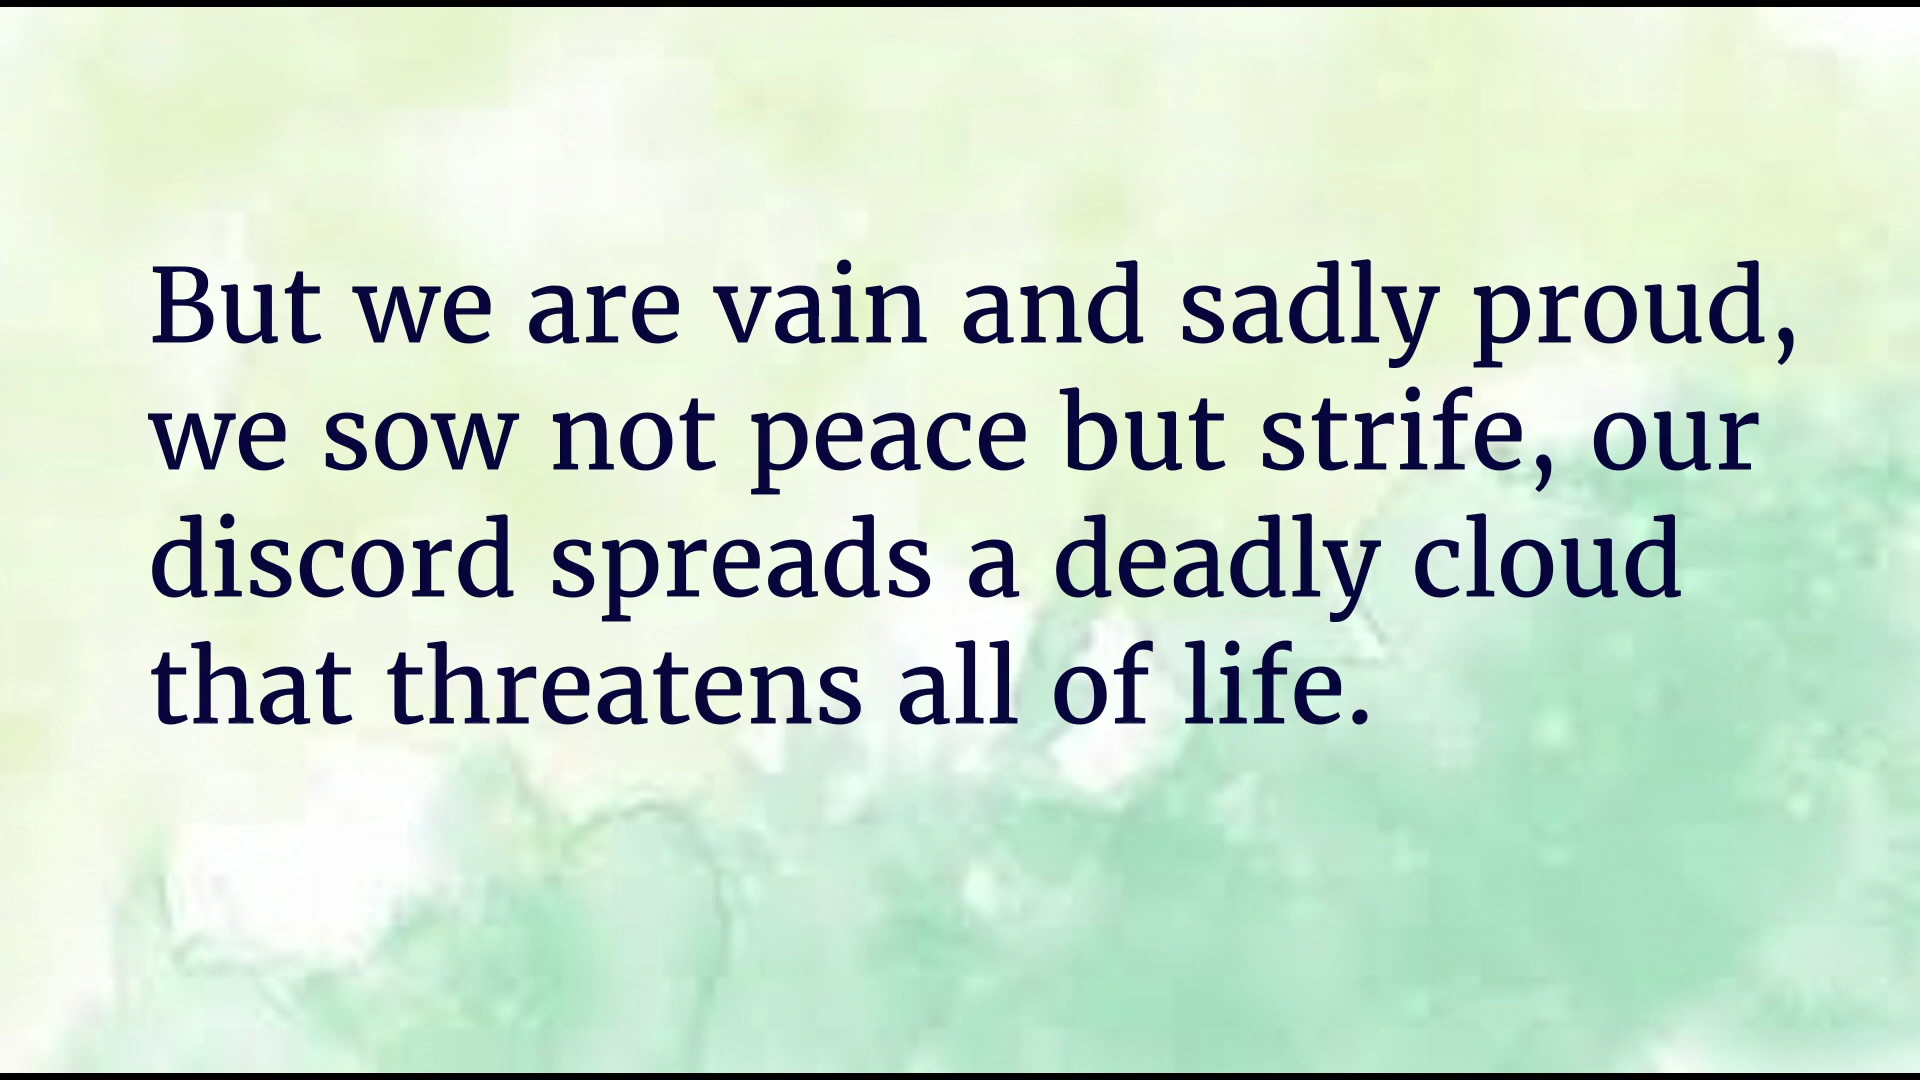 But we are vain and sadly proud,
we sow not peace but strife, our
discord spreads a deadly cloud
that threatens all of life.